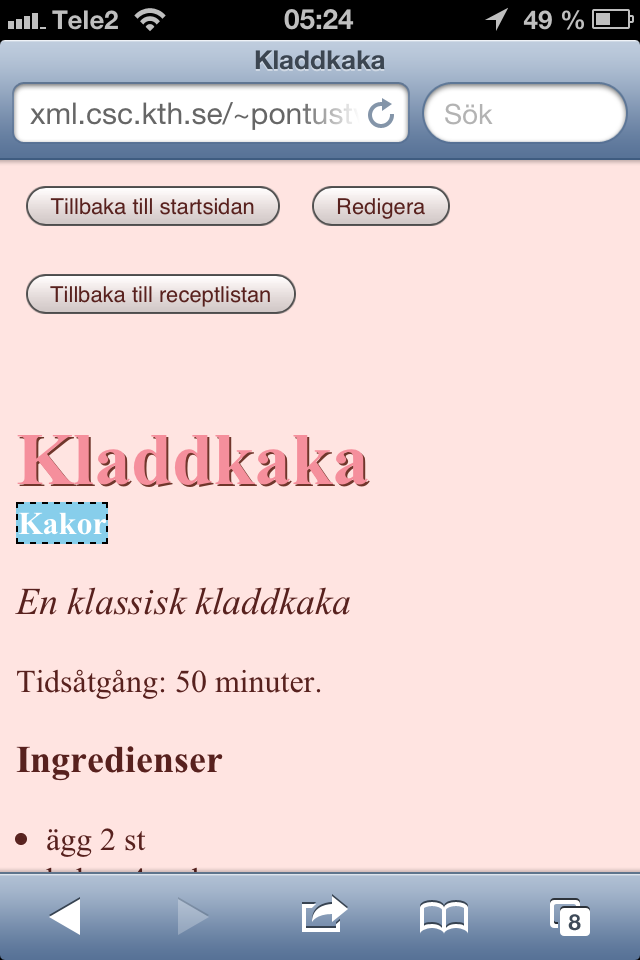 Tele2 05:24 49 %
Kladdkaka
xml.csc.kth.se/~pontust Sök
Tillbaka till startsidan Redigera
Tillbaka till receptlistan
Kladdkaka
Kakor
En klassisk kladdkaka
Tidsåtgång: 50 minuter.
Ingredienser
ägg 2 st
8